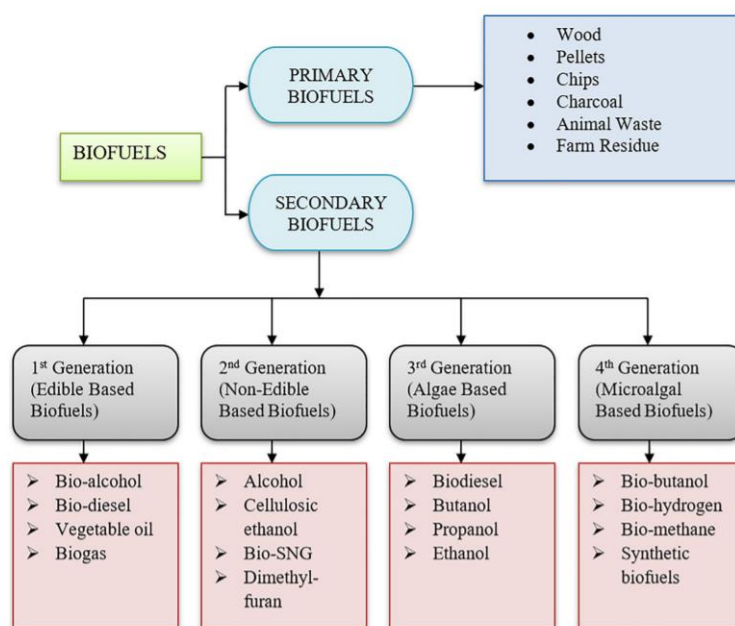 PRIMARY
BIOFUELS
• Wood
• Pellets
• Chips
• Charcoal
• Animal Waste
• Farm Residue
BIOFUELS
SECONDARY
BIOFUELS
1st Generation
(Edible Based
Biofuels)
2nd Generation
(Non-Edible
Based Biofuels)
3rd Generation
(Algae Based
Biofuels)
4th Generation
(Microalgal
Based Biofuels)
➢ Bio-alcohol
➢ Bio-diesel
➢ Vegetable oil
➢ Biogas
➢ Alcohol
➢ Cellulosic
ethanol
➢ Bio-SNG
➢ Dimethyl-
furan
➢ Biodiesel
➢ Butanol
➢ Propanol
➢ Ethanol
➢ Bio-butanol
➢ Bio-hydrogen
➢ Bio-methane
➢ Synthetic
biofuels